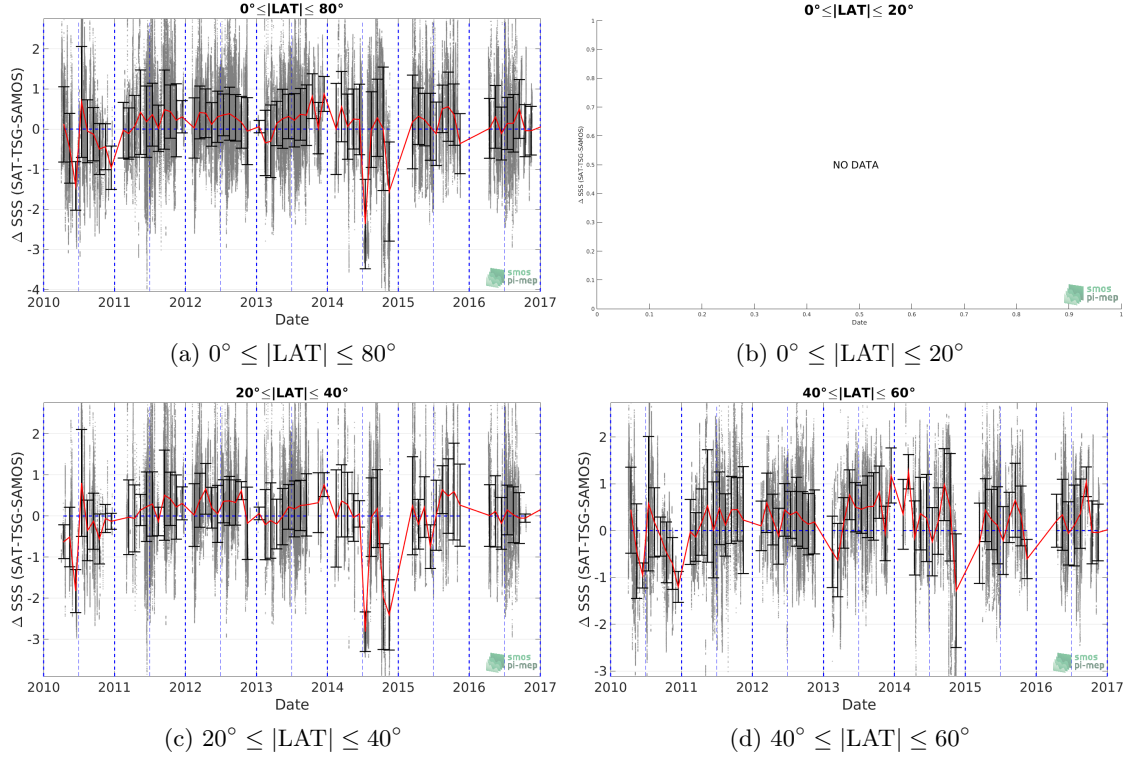 0°≤|LAT|≤ 80°
Δ SSS (SAT-TSG-SAMOS)
2
1
0
-1
-2
-3
-4
2010 2011 2012 2013 2014 2015 2016 2017
Date
smos
pi-mep
(a) 0° ≤ |LAT| ≤ 80°
0°≤|LAT|≤ 20°
Δ SSS (SAT-TSG-SAMOS)
1
0.9
0.8
0.7
0.6
0.5
0.4
0.3
0.2
0.1
0
NO DATA
0 0.1 0.2 0.3 0.4 0.5 0.6 0.7 0.8 0.9 1
Date
smos
pi-mep
(b) 0° ≤ |LAT| ≤ 20°
20°≤|LAT|≤ 40°
Δ SSS (SAT-TSG-SAMOS)
2
1
0
-1
-2
-3
2010 2011 2012 2013 2014 2015 2016 2017
Date
smos
pi-mep
(c) 20° ≤ |LAT| ≤ 40°
40°≤|LAT|≤ 60°
Δ SSS (SAT-TSG-SAMOS)
2
1
0
-1
-2
-3
2010 2011 2012 2013 2014 2015 2016 2017
Date
smos
pi-mep
(d) 40° ≤ |LAT| ≤ 60°